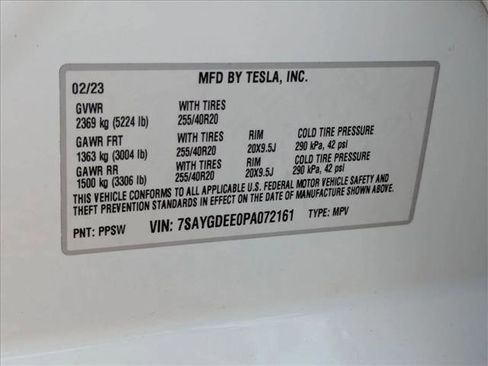 MFD BY TESLA, INC.
02/23
GVWR WITH TIRES
2369 kg (5224 lb) 255/40R20
GAWR FRT WITH TIRES RIM COLD TIRE PRESSURE
1363 kg (3004 lb) 255/40R20 20X9.5J 290 kPa, 42 psi
GAWR RR WITH TIRES RIM COLD TIRE PRESSURE
1500 kg (3306 lb) 255/40R20 20X9.5J 290 kPa, 42 psi
THIS VEHICLE CONFORMS TO ALL APPLICABLE U.S. FEDERAL MOTOR VEHICLE SAFETY AND
THEFT PREVENTION STANDARDS IN EFFECT ON THE DATE OF MANUFACTURE SHOWN ABOVE.
PNT: PPSW VIN: 7SAYGDEE0PA072161 TYPE: MPV